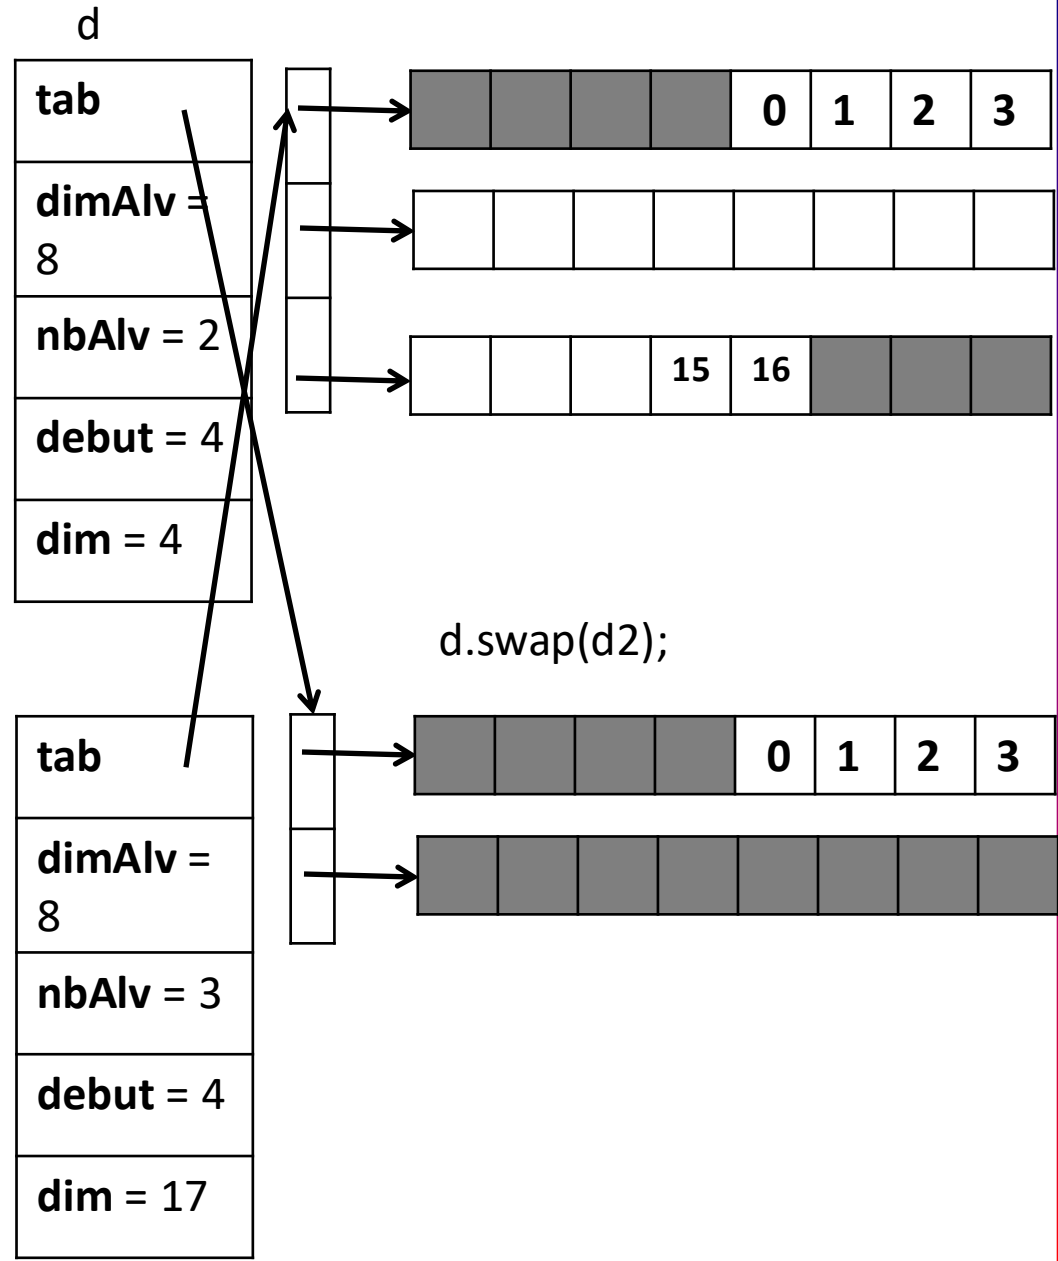 d
tab
dimAlv =
8
nbAlv = 2
debut = 4
dim = 4
0 1 2 3
15 16
d.swap(d2);
tab
dimAlv =
8
nbAlv = 3
debut = 4
dim = 17
0 1 2 3